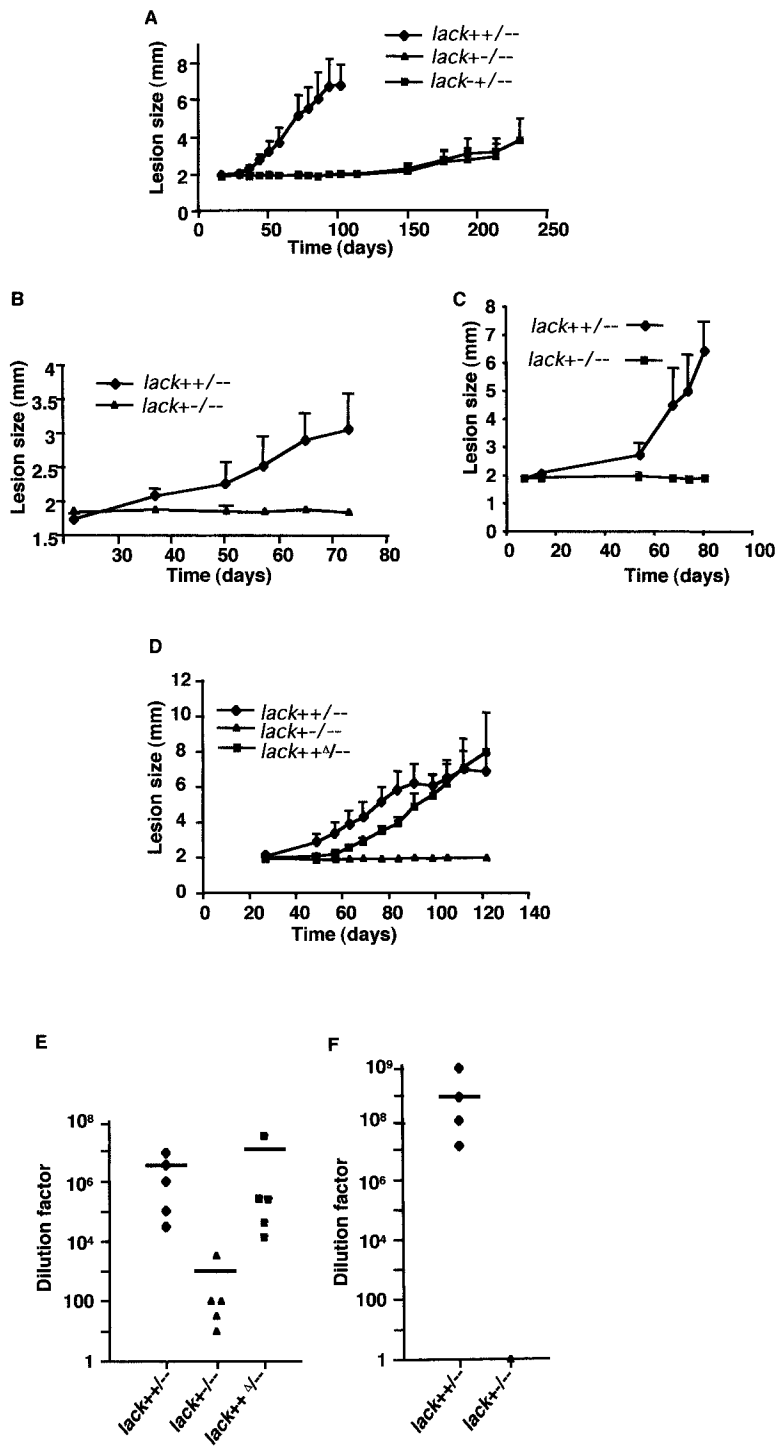 A
lack++/--
lack+-/--
lack-+/--
Lesion size (mm)
8
6
4
2
0
0 50 100 150 200 250
Time (days)
B
lack++/--
lack+-/--
Lesion size (mm)
4
3.5
3
2.5
2
1.5
30 40 50 60 70 80
Time (days)
C
lack++/--
lack+-/--
Lesion size (mm)
8
7
6
5
4
3
2
1
0
0 20 40 60 80 100
Time (days)
D
lack++/--
lack+-/--
lack++Δ/--
Lesion size (mm)
12
10
8
6
4
2
0
0 20 40 60 80 100 120 140
Time (days)
E
Dilution factor
10⁸
10⁶
10⁴
100
1
lack++/--
lack+-/--
lack++Δ/--
F
Dilution factor
10⁹
10⁸
10⁶
10⁴
100
1
lack++/--
lack+-/--